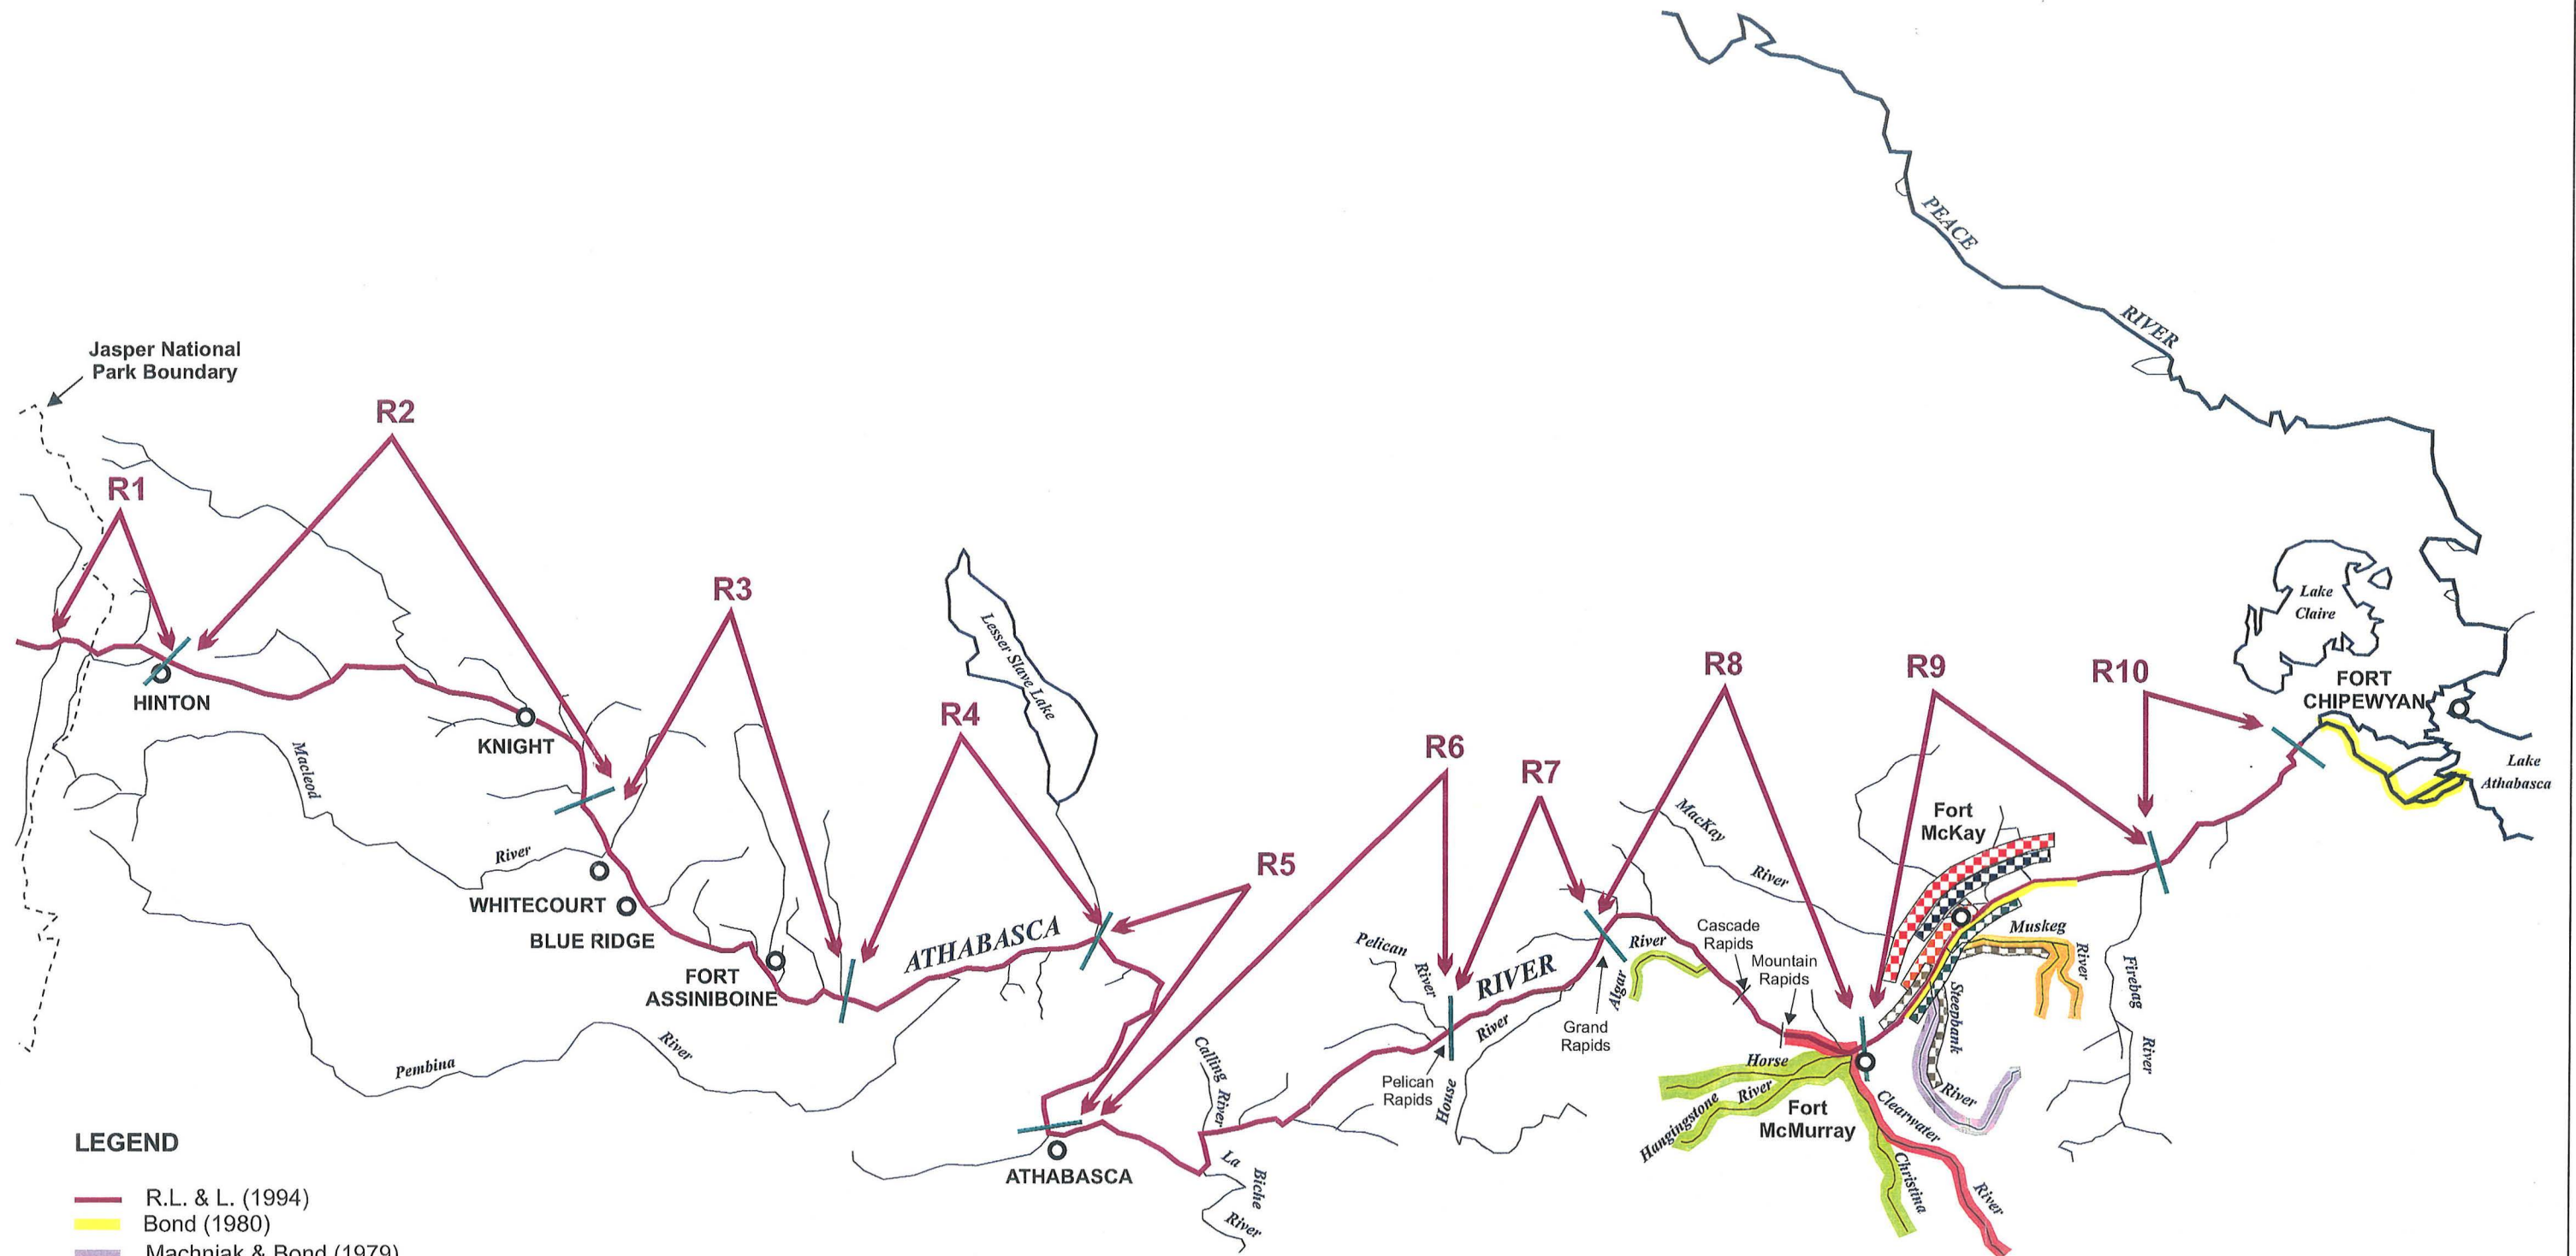 PEACE
RIVER
Jasper National
Park Boundary
R2
R1
R3
R4
R5
R6
R7
R8
R9
R10
Lake
Claire
FORT
CHIPEWYAN
Lake
Athabasca
Lesser Slave Lake
HINTON
KNIGHT
Macleod
River
WHITECOURT
BLUE RIDGE
FORT
ASSINIBOINE
ATHABASCA
RIVER
Pembina
River
ATHABASCA
Calling
River
La
Biche
River
Pelican
River
Pelican
Rapids
House
River
Grand
Rapids
Algar
River
MacKay
River
Cascade
Rapids
Mountain
Rapids
Fort
McKay
Muskeg
River
Steepbank
River
Firebag
River
Horse
River
Hangingstone
Fort
McMurray
Clearwater
River
Christina
LEGEND
R.L. & L. (1994)
Bond (1980)
Machniak & Bond (1979)